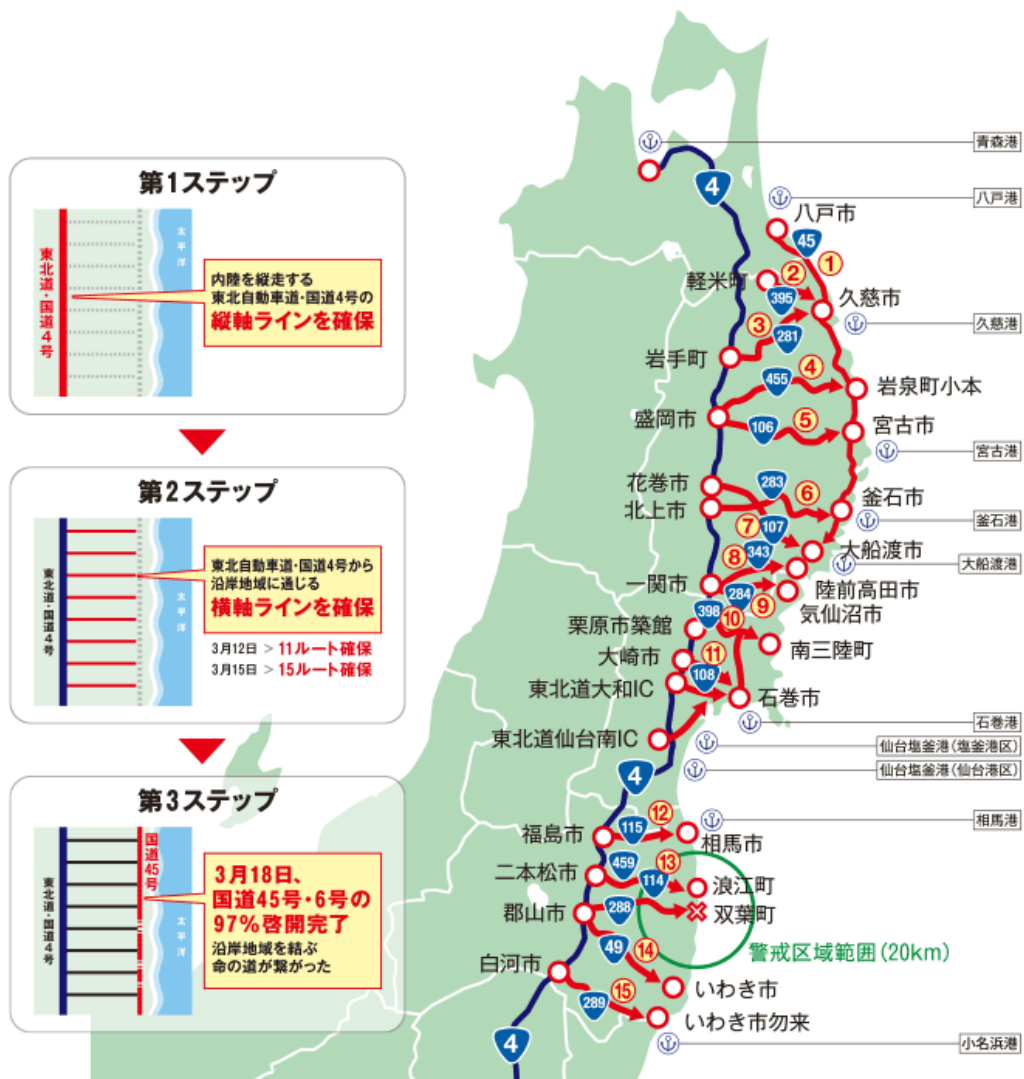 第1ステップ
東北道・国道4号
太平洋
内陸を縦走する
東北自動車道・国道4号の
縦軸ラインを確保
第2ステップ
東北道・国道4号
太平洋
東北自動車道・国道4号から
沿岸地域に通じる
横軸ラインを確保
3月12日 > 11ルート確保
3月15日 > 15ルート確保
第3ステップ
東北道・国道4号
国道45号
太平洋
3月18日、
国道45号・6号の
97%啓開完了
沿岸地域を結ぶ
命の道が繋がった
青森港
4
八戸港
八戸市
45
1
軽米町
2
395
久慈市
3
281
久慈港
岩手町
4
455
岩泉町小本
盛岡市
5
106
宮古市
宮古港
花巻市
283
6
釜石市
北上市
釜石港
7
107
大船渡市
8
343
大船渡港
一関市
陸前高田市
284
9
気仙沼市
398
10
栗原市築館
南三陸町
大崎市
11
108
東北道大和IC
石巻市
石巻港
東北道仙台南IC
仙台塩釜港(塩釜港区)
仙台塩釜港(仙台港区)
4
12
相馬港
福島市
115
相馬市
459
13
二本松市
114
浪江町
郡山市
288
双葉町
49
14
警戒区域範囲(20km)
白河市
いわき市
15
289
いわき市勿来
4
小名浜港